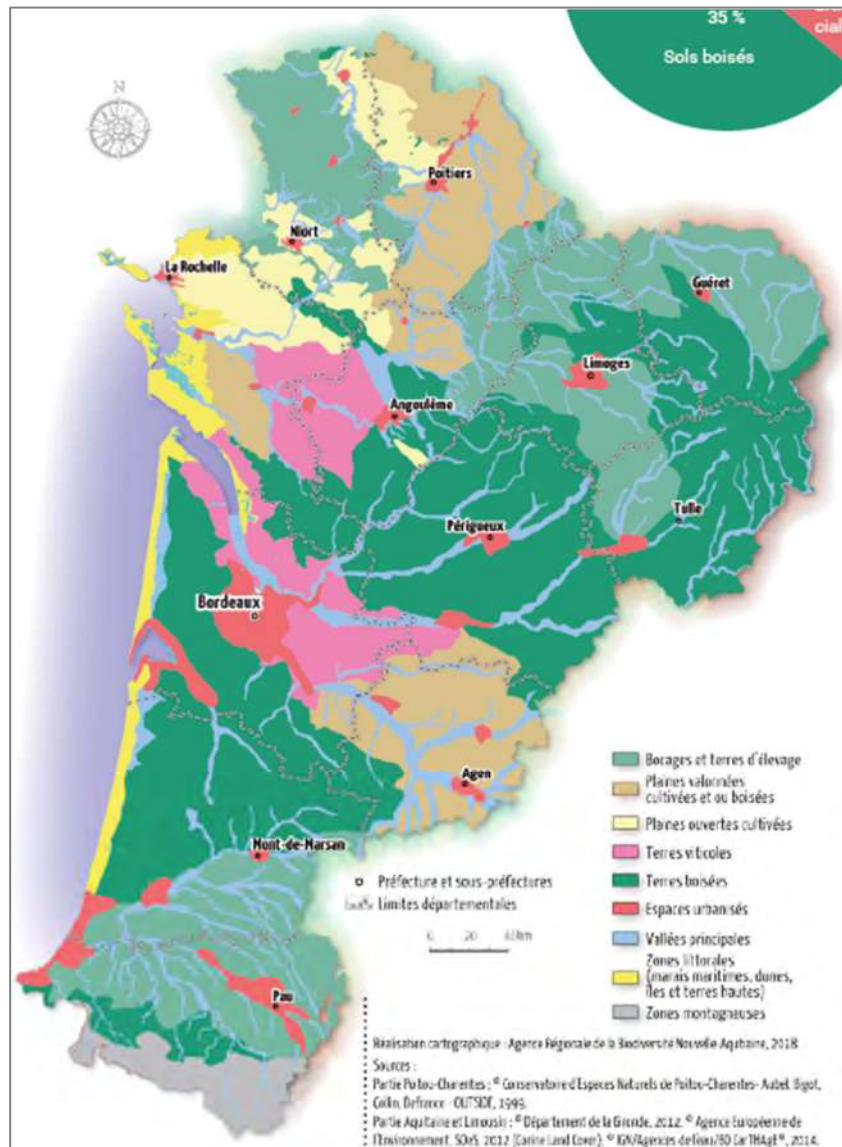 35 %
cial
Sols boisés
N
Poitiers
Niort
La Rochelle
Guéret
Limoges
Angoulême
Tulle
Périgueux
Bordeaux
Agen
Mont-de-Marsan
Pau
Bocages et terres d'élevage
Plaines valonnées
cultivées et ou boisées
Plaines ouvertes cultivées
Terres viticoles
Terres boisées
Espaces urbanisés
Vallées principales
Zones littorales
(marais maritimes, dunes,
îles et terres hautes)
Zones montagneuses
Préfecture et sous-préfectures
Limites départementales
0 20 40 km
Réalisation cartographique : Agence Régionale de la Biodiversité Nouvelle-Aquitaine, 2018
Sources :
Partie Poitou-Charentes : © Conservatoire d'Espaces Naturels de Poitou-Charentes- Aubel, Bigot,
Collin, Defrance - OUTSIDE, 1999.
Partie Aquitaine et Limousin : © Département de la Gironde, 2012, © Agence Européenne de
l'Environnement, SOeS, 2012 (Corine Land Cover), © IGN/Agences de l'eau/BD CarTHAgE®, 2014.